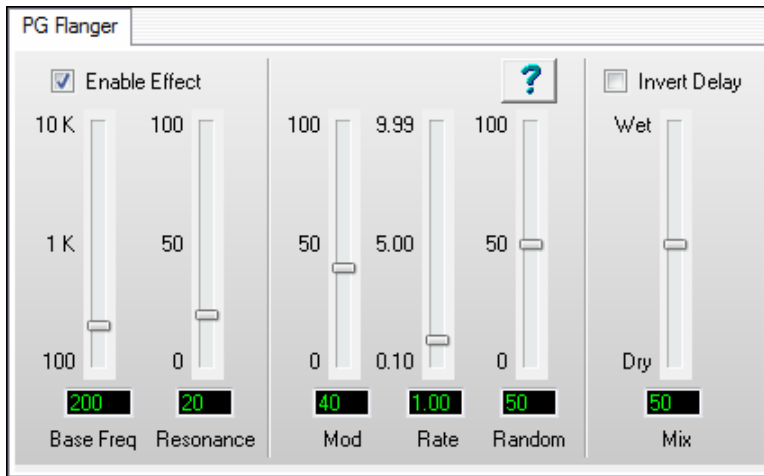 PG Flanger
Enable Effect
?
Invert Delay
10 K 100 100 9.99 100 Wet
1 K 50 50 5.00 50
100 0 0 0.10 0 Dry
200 20 40 1.00 50 50
Base Freq Resonance Mod Rate Random Mix